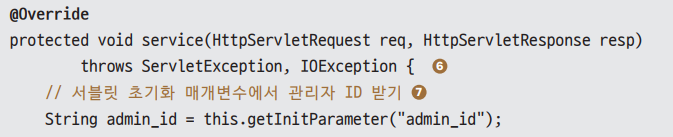 @Override
protected void service(HttpServletRequest req, HttpServletResponse resp)
throws ServletException, IOException { ❻
// 서블릿 초기화 매개변수에서 관리자 ID 받기 ❼
String admin_id = this.getInitParameter("admin_id");